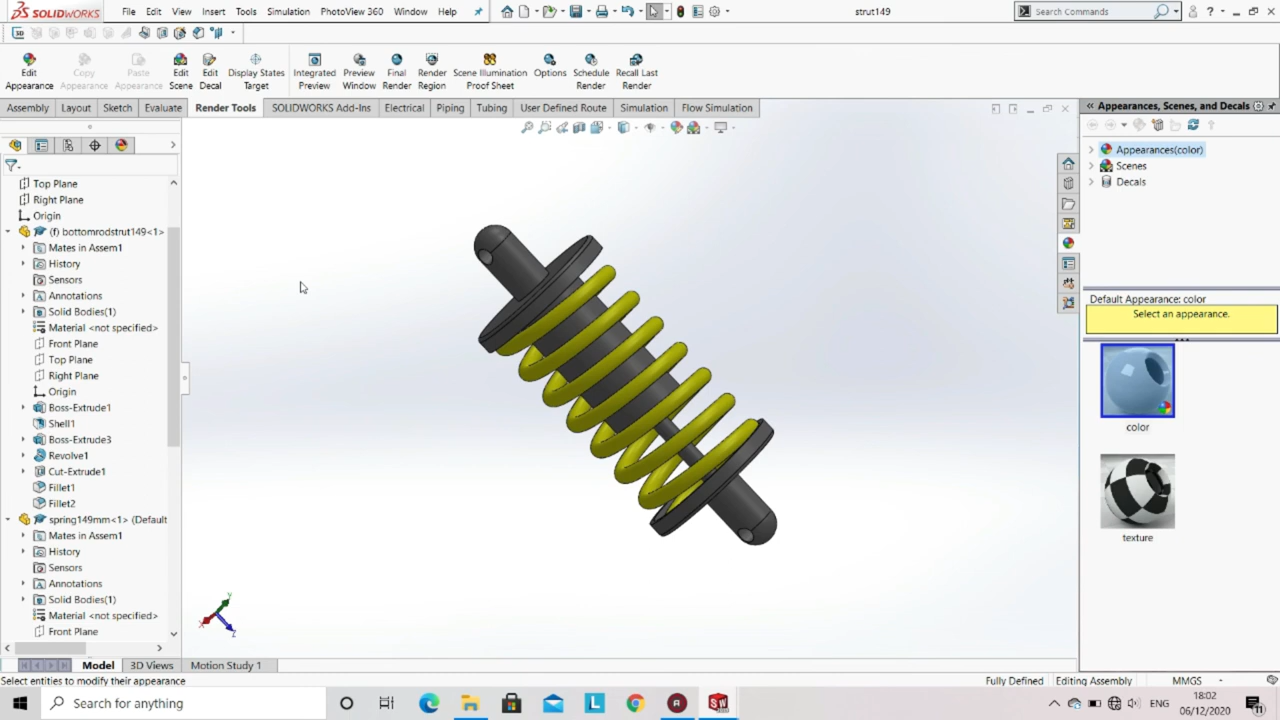 SOLIDWORKS File Edit View Insert Tools Simulation PhotoView 360 Window Help strut149 Search Commands
Edit Appearance
Copy Appearance
Paste Appearance
Edit Scene
Edit Decal
Display States Target
Integrated Preview
Preview Window
Final Render
Render Region
Scene Illumination Proof Sheet
Options
Schedule Render
Recall Last Render
Assembly Layout Sketch Evaluate Render Tools SOLIDWORKS Add-Ins Electrical Piping Tubing User Defined Route Simulation Flow Simulation
Top Plane
Right Plane
Origin
(f) bottomrodstrut149<1>
Mates in Assem1
History
Sensors
Annotations
Solid Bodies(1)
Material <not specified>
Front Plane
Top Plane
Right Plane
Origin
Boss-Extrude1
Shell1
Boss-Extrude3
Revolve1
Cut-Extrude1
Fillet1
Fillet2
spring149mm<1> (Default
Mates in Assem1
History
Sensors
Annotations
Solid Bodies(1)
Material <not specified>
Front Plane
Appearances, Scenes, and Decals
Appearances(color)
Scenes
Decals
Default Appearance: color
Select an appearance.
color
texture
Model 3D Views Motion Study 1
Select entities to modify their appearance Fully Defined Editing Assembly MMGS
Search for anything
ENG
18:02
06/12/2020
11